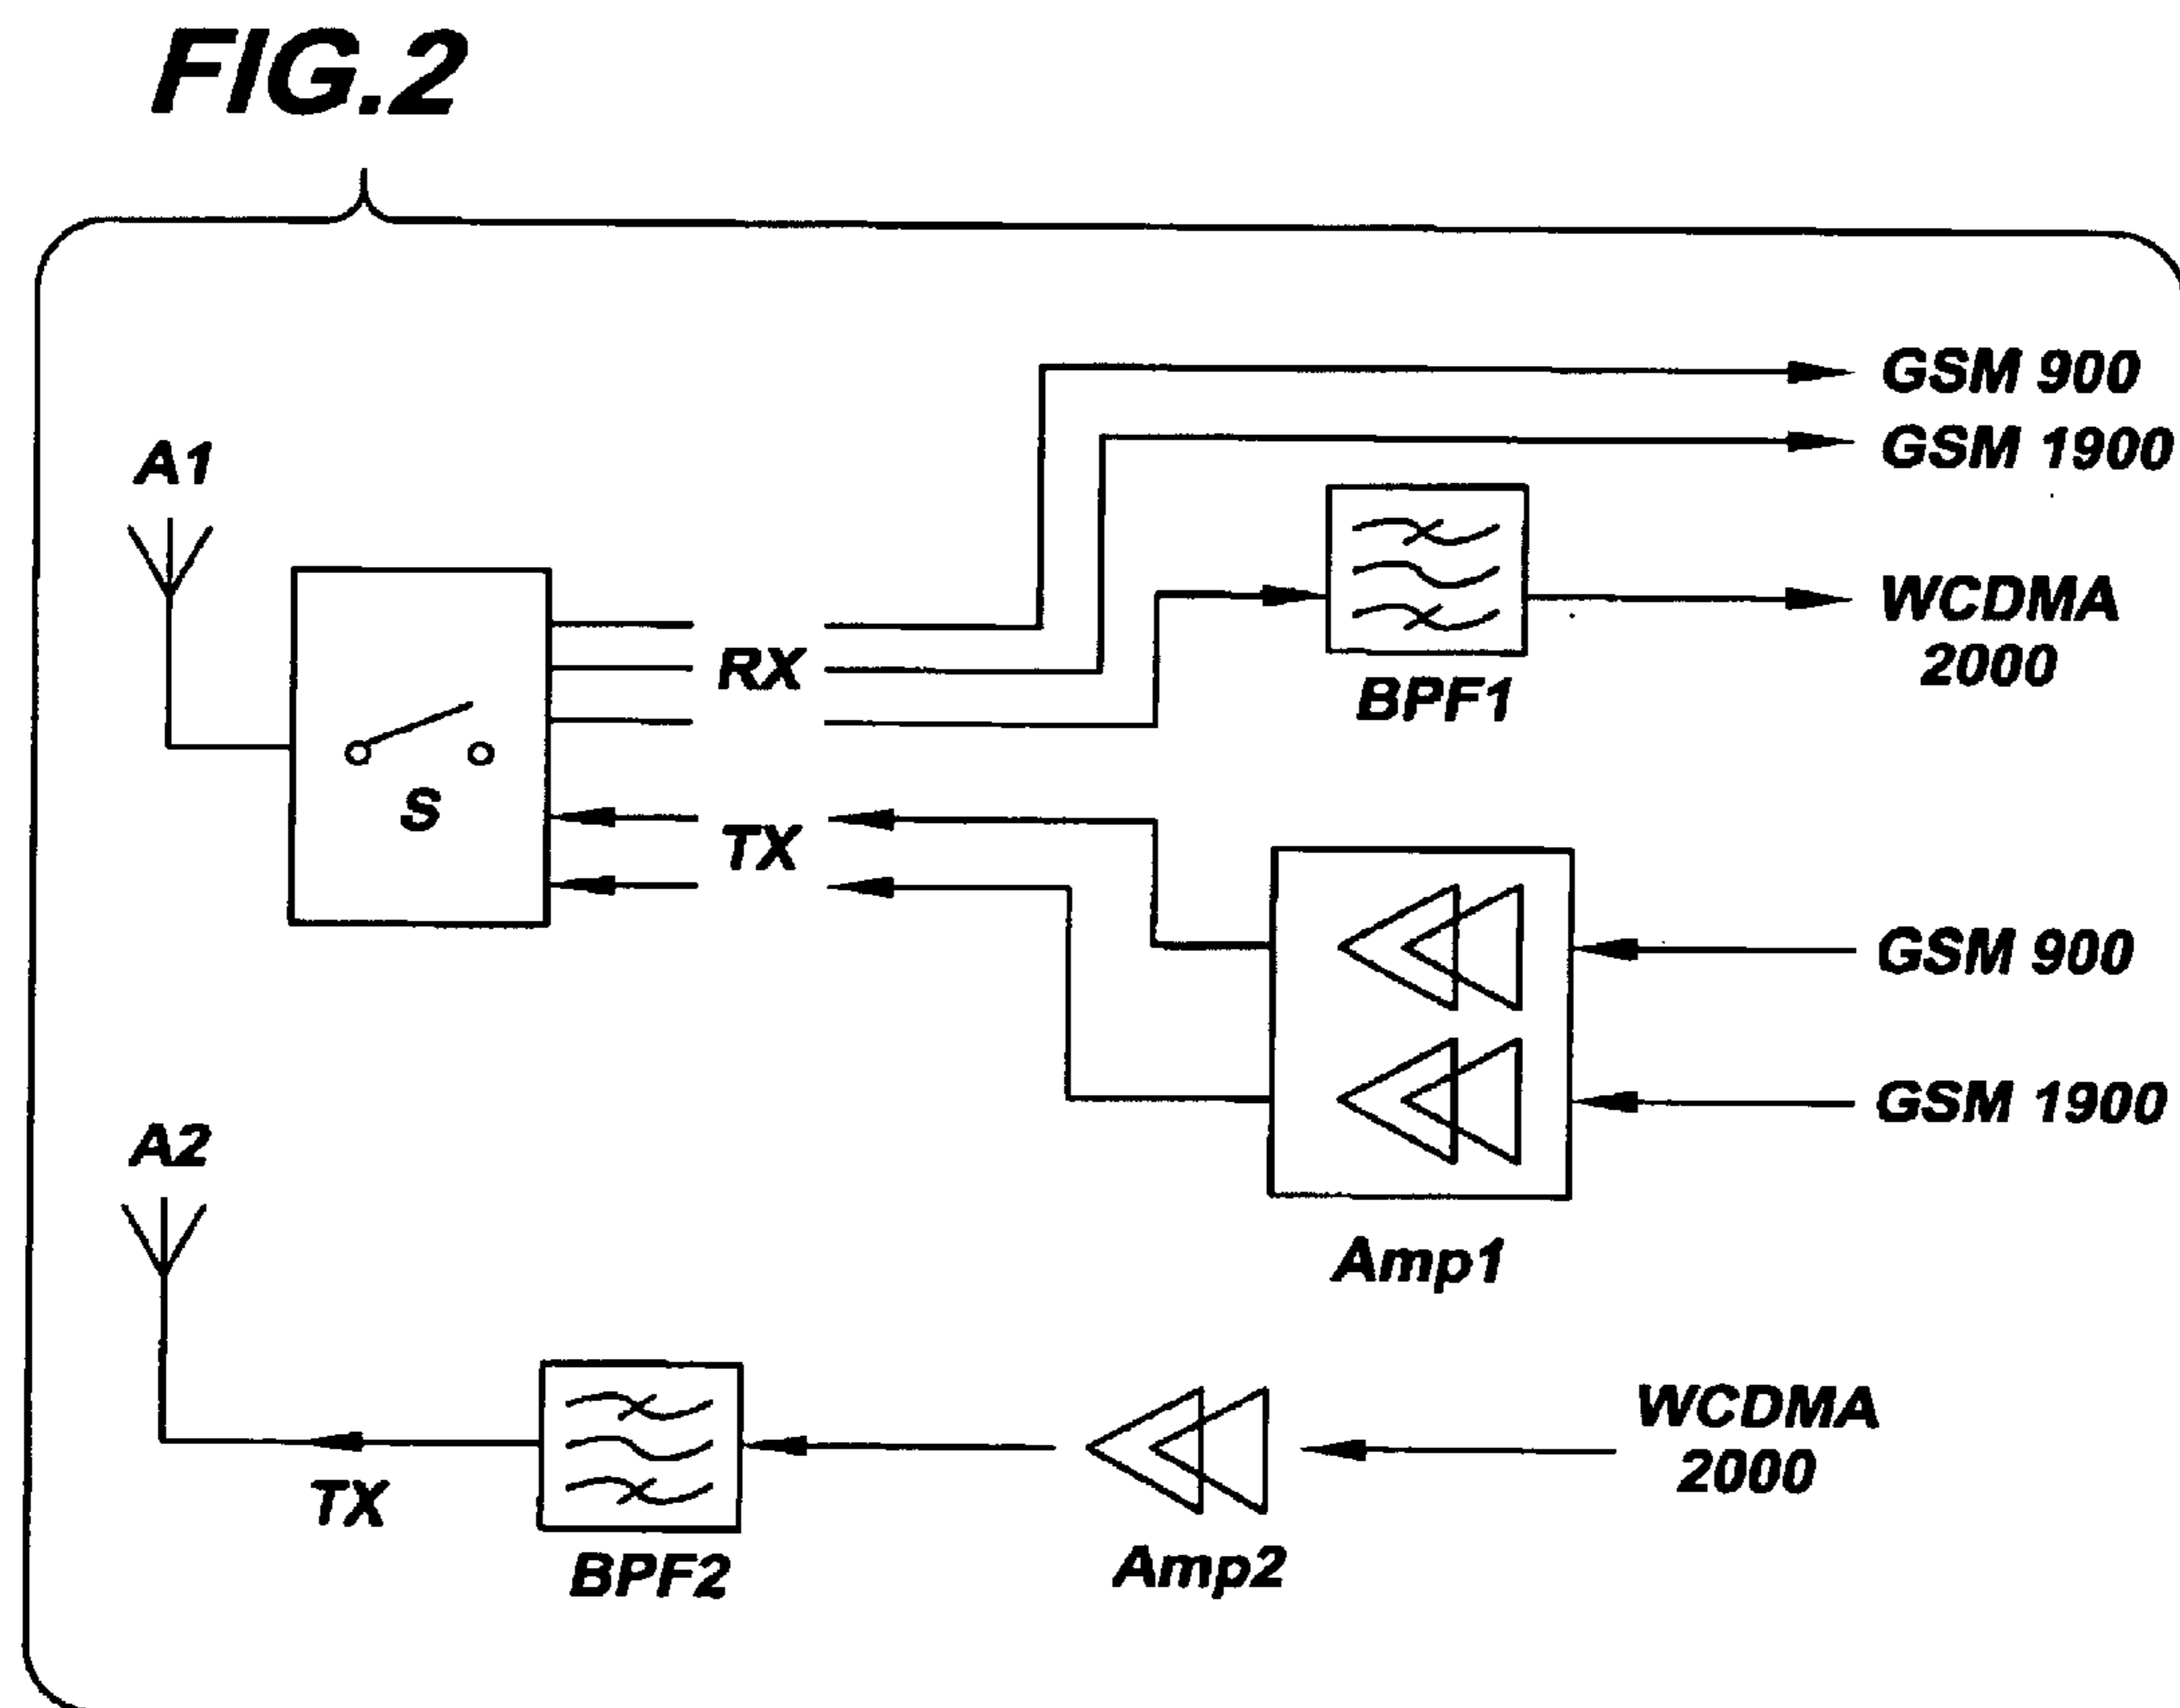 FIG.2
GSM 900
GSM 1900
A1
WCDMA
2000
RX
BPF1
S
TX
GSM 900
GSM 1900
A2
Amp1
WCDMA
2000
TX
BPF2
Amp2